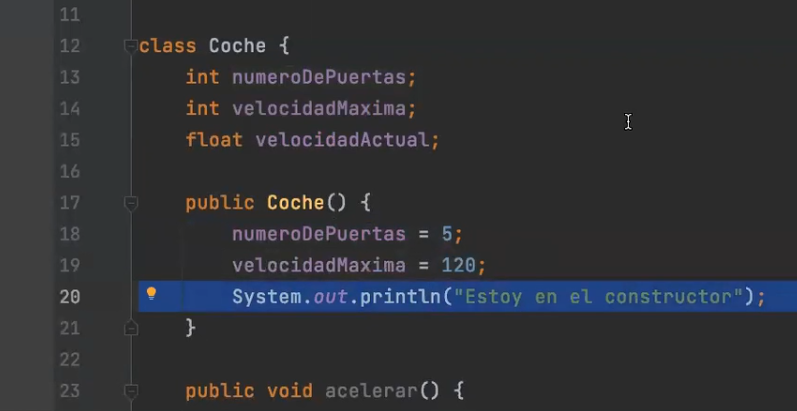 11
12 class Coche {
13 int numeroDePuertas;
14 int velocidadMaxima;
15 float velocidadActual;
16
17 public Coche() {
18 numeroDePuertas = 5;
19 velocidadMaxima = 120;
20 System.out.println("Estoy en el constructor");
21 }
22
23 public void acelerar() {